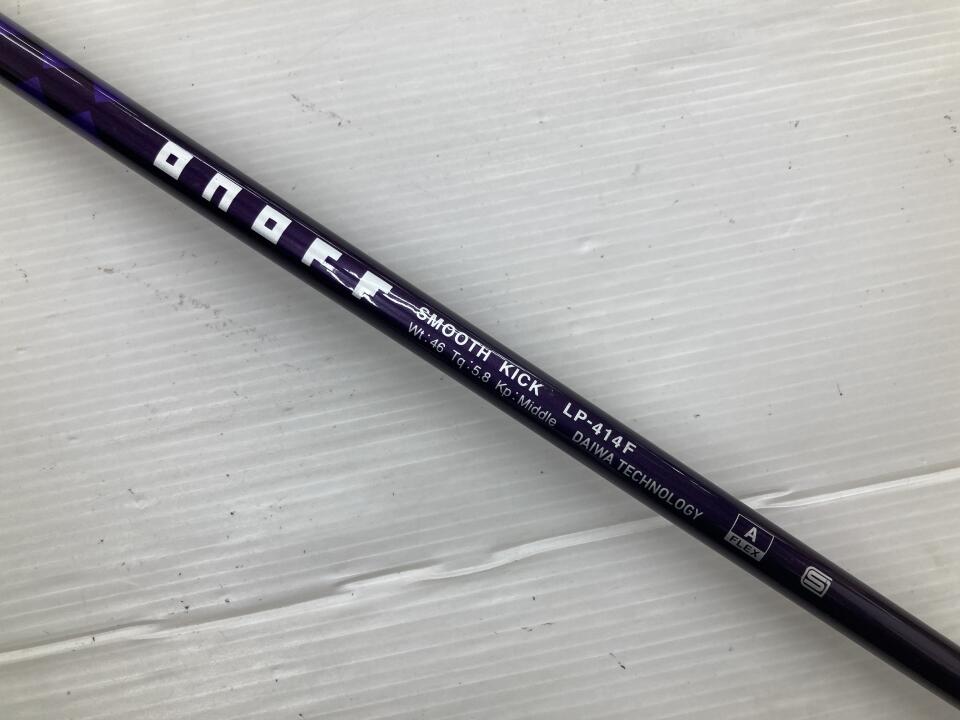 onoff
SMOOTH KICK LP-414F
Wt:46 Tq:5.8 Kp:Middle DAIWA TECHNOLOGY
A
FLEX
S